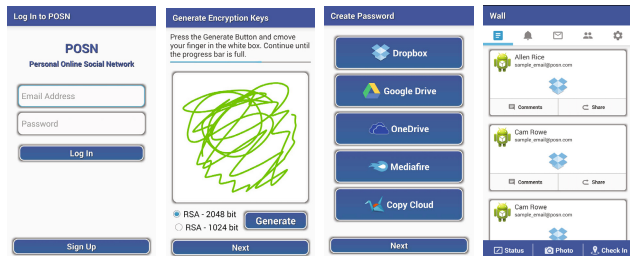 Log In to POSN
POSN
Personal Online Social Network
Email Address
Password
Log In
Sign Up
Generate Encryption Keys
Press the Generate Button and cmove
your finger in the white box. Continue until
the progress bar is full.
RSA - 2048 bit
RSA - 1024 bit
Generate
Next
Create Password
Dropbox
Google Drive
OneDrive
Mediafire
Copy Cloud
Next
Wall
Allen Rice
sample_email@posn.com
Comments
Share
Cam Rowe
sample_email@posn.com
Comments
Share
Cam Rowe
sample_email@posn.com
Status
Photo
Check In